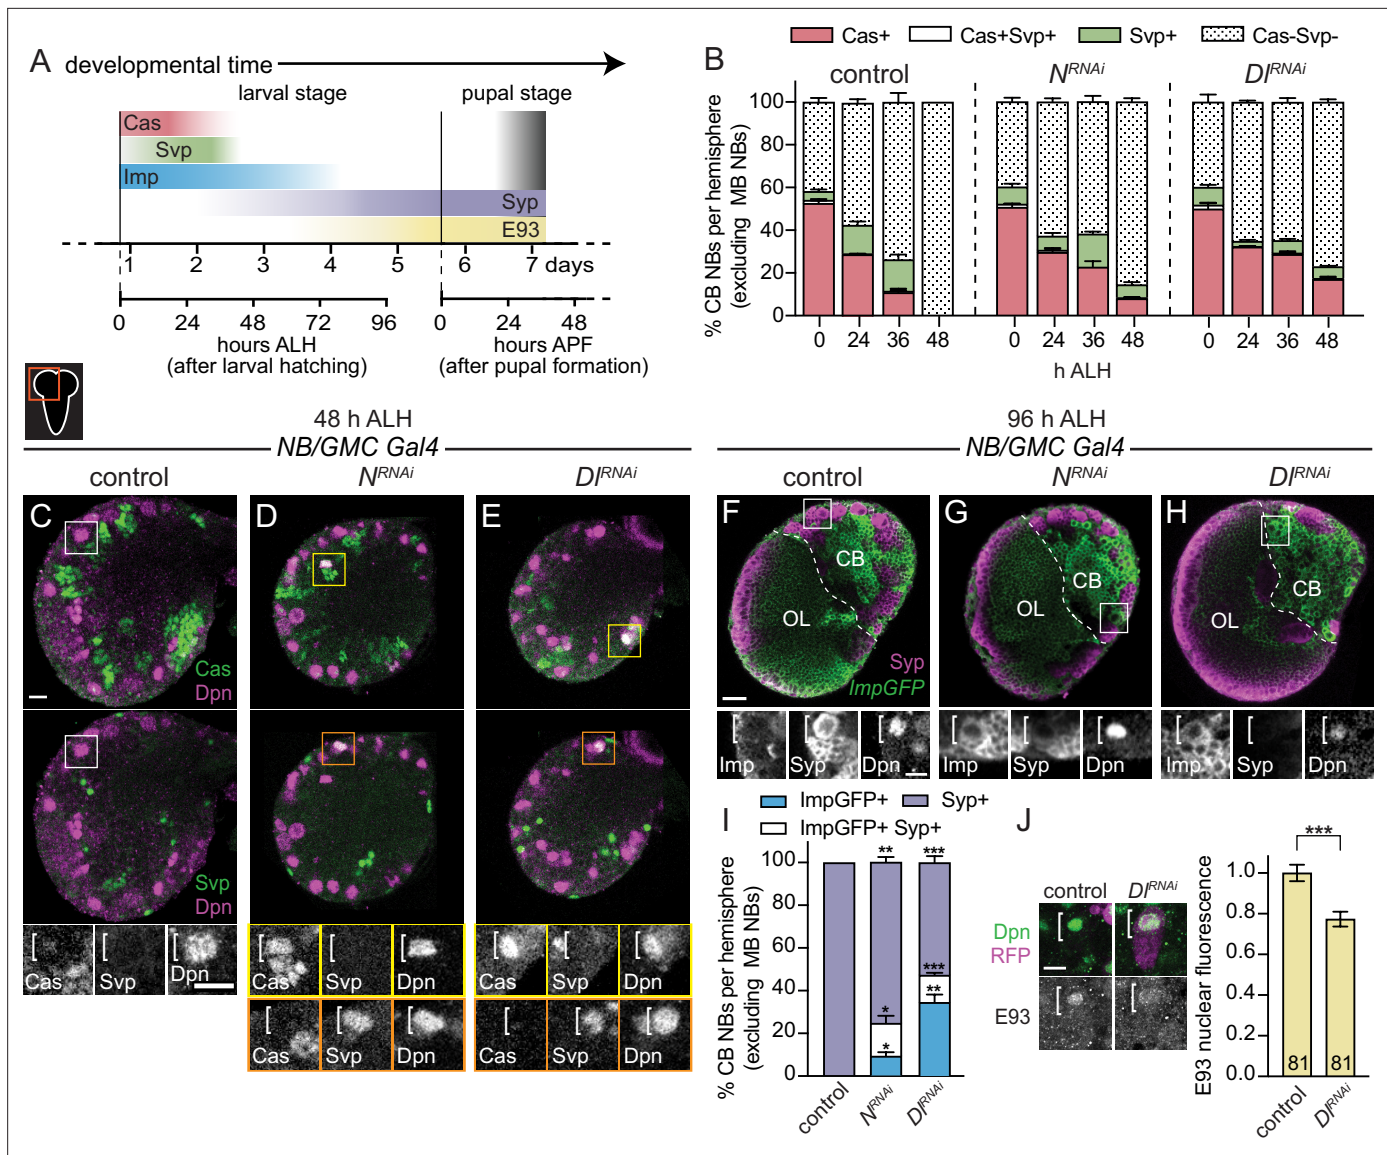 A developmental time
larval stage pupal stage
Cas
Svp
Imp
Syp
E93
1 2 3 4 5 6 7 days
0 24 48 72 96 0 24 48
hours ALH hours APF
(after larval hatching) (after pupal formation)
B
Cas+ Cas+Svp+ Svp+ Cas-Svp-
control N^RNAi Dl^RNAi
% CB NBs per hemisphere
(excluding MB NBs)
100
80
60
40
20
0
0 24 36 48 0 24 36 48 0 24 36 48
h ALH
48 h ALH
NB/GMC Gal4
control N^RNAi Dl^RNAi
C D E
Cas
Dpn
Svp
Dpn
Cas Svp Dpn Cas Svp Dpn Cas Svp Dpn
Cas Svp Dpn Cas Svp Dpn
96 h ALH
NB/GMC Gal4
control N^RNAi Dl^RNAi
F G H
CB CB CB
OL OL OL
Syp
ImpGFP
Imp Syp Dpn Imp Syp Dpn Imp Syp Dpn
I
ImpGFP+ Syp+
ImpGFP+ Syp+
% CB NBs per hemisphere
(excluding MB NBs)
100
80
60
40
20
0
** ***
* ***
* **
control N^RNAi Dl^RNAi
J
control Dl^RNAi
Dpn
RFP
E93
E93 nuclear fluorescence
***
1.0
0.8
0.6
0.4
0.2
0.0
81 81
control Dl^RNAi